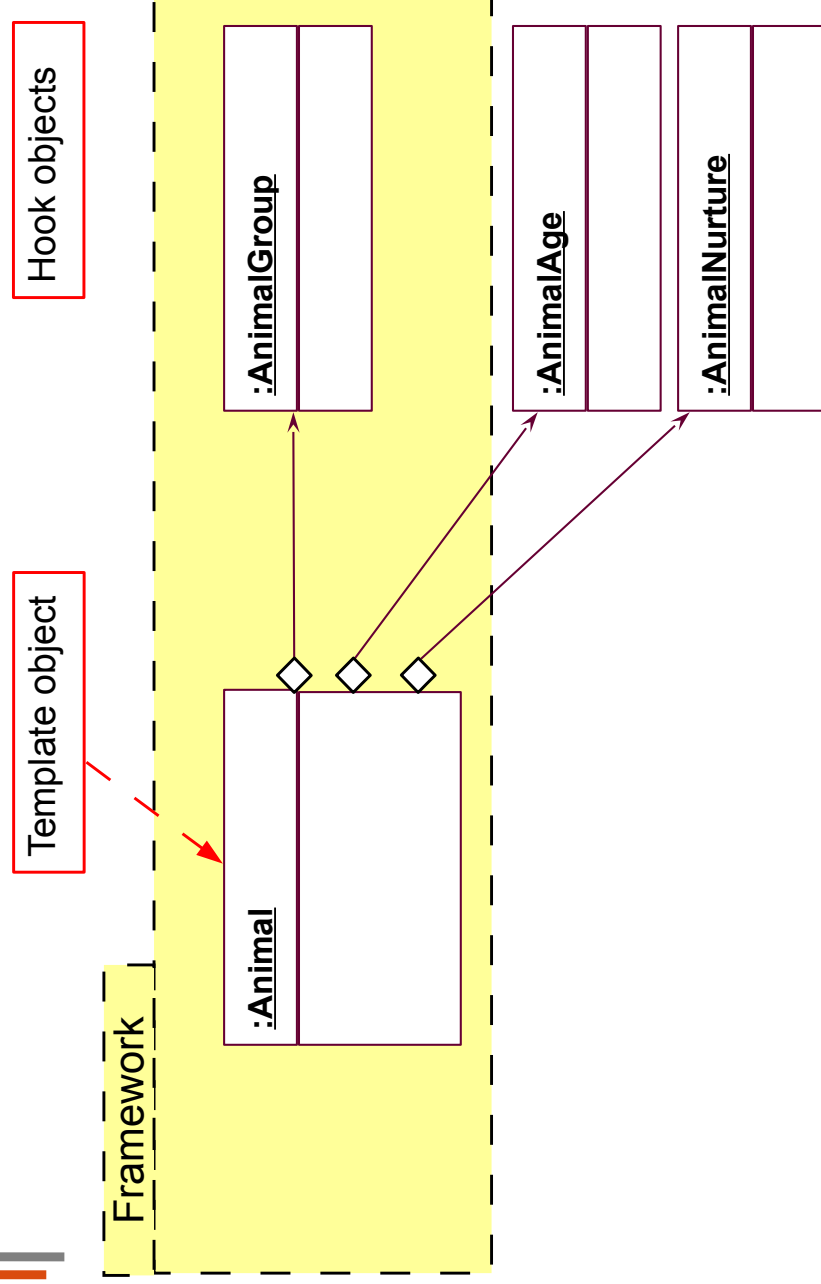 Template object
Hook objects
Framework
:Animal
:AnimalGroup
:AnimalAge
:AnimalNurture